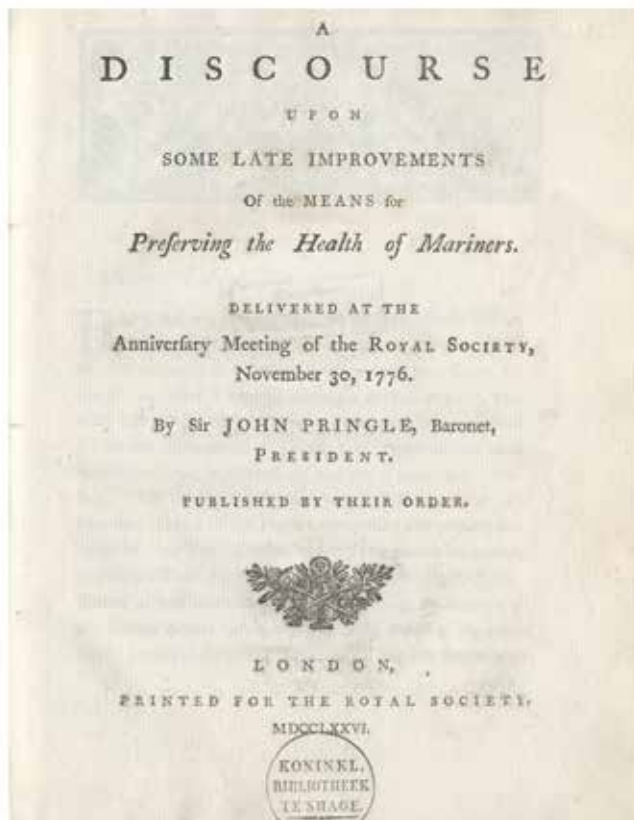 A
DISCOURSE
UPON
SOME LATE IMPROVEMENTS
Of the MEANS for
Preſerving the Health of Mariners.
DELIVERED AT THE
Anniverſary Meeting of the ROYAL SOCIETY,
November 30, 1776.
By Sir JOHN PRINGLE, Baronet,
PRESIDENT.
PUBLISHED BY THEIR ORDER.
LONDON,
PRINTED FOR THE ROYAL SOCIETY.
MDCCLXXVI.
KONINKL.
BIBLIOTHEEK
TE'SHAGE.